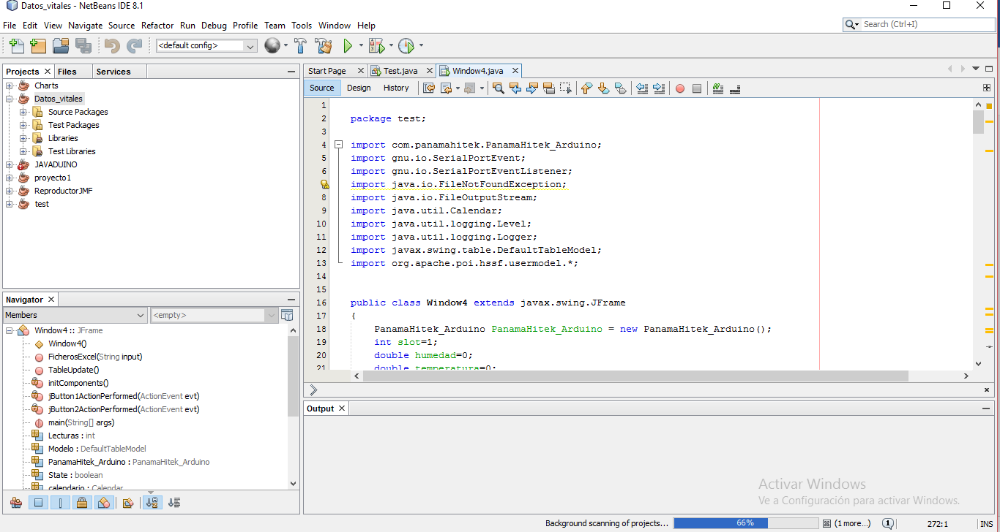 Datos_vitales - NetBeans IDE 8.1
File Edit View Navigate Source Refactor Run Debug Profile Team Tools Window Help
Search (Ctrl+I)
<default config>
Projects Files Services
Charts
Datos_vitales
Source Packages
Test Packages
Libraries
Test Libraries
JAVADUINO
proyecto1
ReproductorJMF
test
Navigator
Members <empty>
Window4 :: JFrame
Window4()
FicherosExcel(String input)
TableUpdate()
initComponents()
jButton1ActionPerformed(ActionEvent evt)
jButton2ActionPerformed(ActionEvent evt)
main(String[] args)
Lecturas : int
Modelo : DefaultTableModel
PanamaHitek_Arduino : PanamaHitek_Arduino
State : boolean
calendario : Calendar
Start Page Test.java Window4.java
Source Design History
1
2 package test;
3
4 import com.panamahitek.PanamaHitek_Arduino;
5 import gnu.io.SerialPortEvent;
6 import gnu.io.SerialPortEventListener;
import java.io.FileNotFoundException;
8 import java.io.FileOutputStream;
9 import java.util.Calendar;
10 import java.util.logging.Level;
11 import java.util.logging.Logger;
12 import javax.swing.table.DefaultTableModel;
13 import org.apache.poi.hssf.usermodel.*;
14
15
16 public class Window4 extends javax.swing.JFrame
17 {
18 PanamaHitek_Arduino PanamaHitek_Arduino = new PanamaHitek_Arduino();
19 int slot=1;
20 double humedad=0;
21 double temperatura=0;
Output
Activar Windows
Ve a Configuración para activar Windows.
Background scanning of projects... 66% (1 more...) 1 272:1 INS